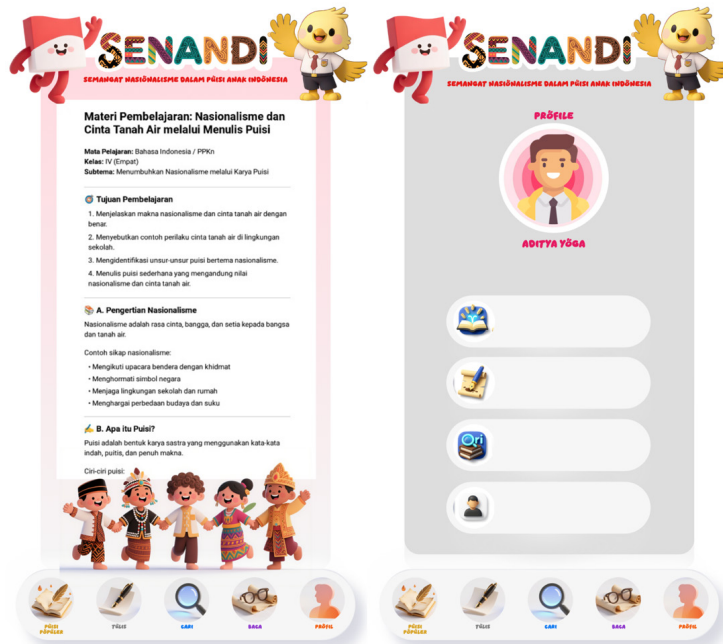 SENANDI
SEMANGAT NASIONALISME DALAM PUISI ANAK INDONESIA
Materi Pembelajaran: Nasionalisme dan
Cinta Tanah Air melalui Menulis Puisi
Mata Pelajaran: Bahasa Indonesia / PPKn
Kelas: IV (Empat)
Subtema: Menumbuhkan Nasionalisme melalui Karya Puisi
Tujuan Pembelajaran
1. Menjelaskan makna nasionalisme dan cinta tanah air dengan
benar.
2. Menyebutkan contoh perilaku cinta tanah air di lingkungan
sekolah.
3. Mengidentifikasi unsur-unsur puisi bertema nasionalisme.
4. Menulis puisi sederhana yang mengandung nilai
nasionalisme dan cinta tanah air.
A. Pengertian Nasionalisme
Nasionalisme adalah rasa cinta, bangga, dan setia kepada bangsa
dan tanah air.
Contoh sikap nasionalisme:
• Mengikuti upacara bendera dengan khidmat
• Menghormati simbol negara
• Menjaga lingkungan sekolah dan rumah
• Menghargai perbedaan budaya dan suku
B. Apa itu Puisi?
Puisi adalah bentuk karya sastra yang menggunakan kata-kata
indah, puitis, dan penuh makna.
Ciri-ciri puisi:
PUISI
POPULER
TULIS
CARI
BACA
PROFIL
SENANDI
SEMANGAT NASIONALISME DALAM PUISI ANAK INDONESIA
PROFILE
ADITYA YOGA
Ori
PUISI
POPULER
TULIS
CARI
BACA
PROFIL